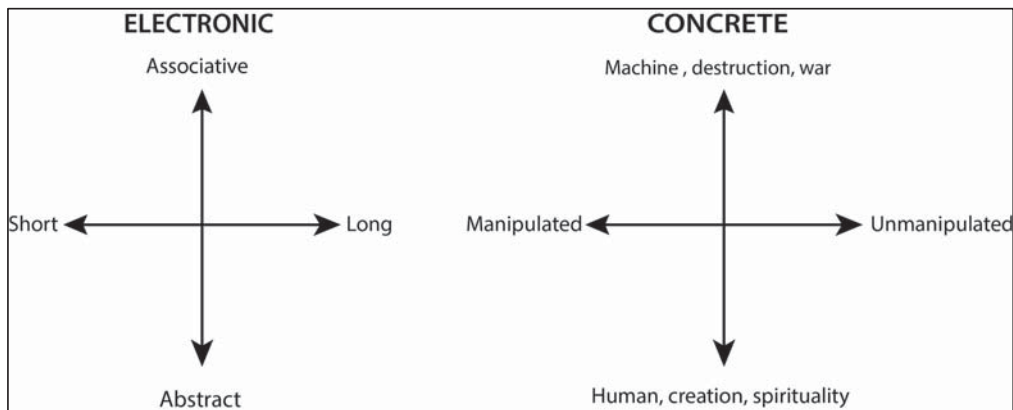 ELECTRONIC
Associative
Short
Long
Abstract
CONCRETE
Machine , destruction, war
Manipulated
Unmanipulated
Human, creation, spirituality